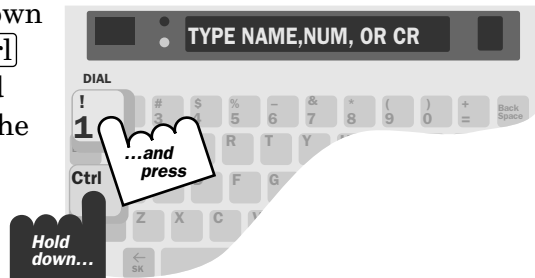 own
Ctrl
he
TYPE NAME,NUM, OR CR
DIAL
!
1
# $ % – & * ( ) + Back
3 4 5 6 7 8 9 0 = Space
R T Y
...and
press
Ctrl
F G
Z X C
Hold
down...
←
SK